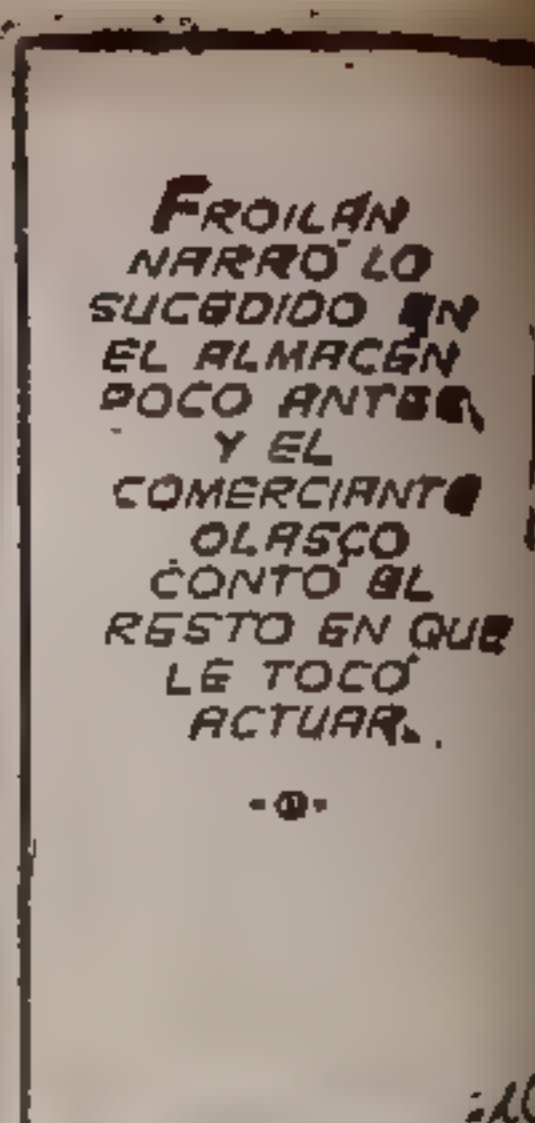 FROILÁN
NARRÓ LO
SUCEDIDO EN
EL ALMACÉN
POCO ANTES,
Y EL
COMERCIANTE
OLASCO
CONTÓ EL
RESTO EN QUE
LE TOCÓ
ACTUAR.